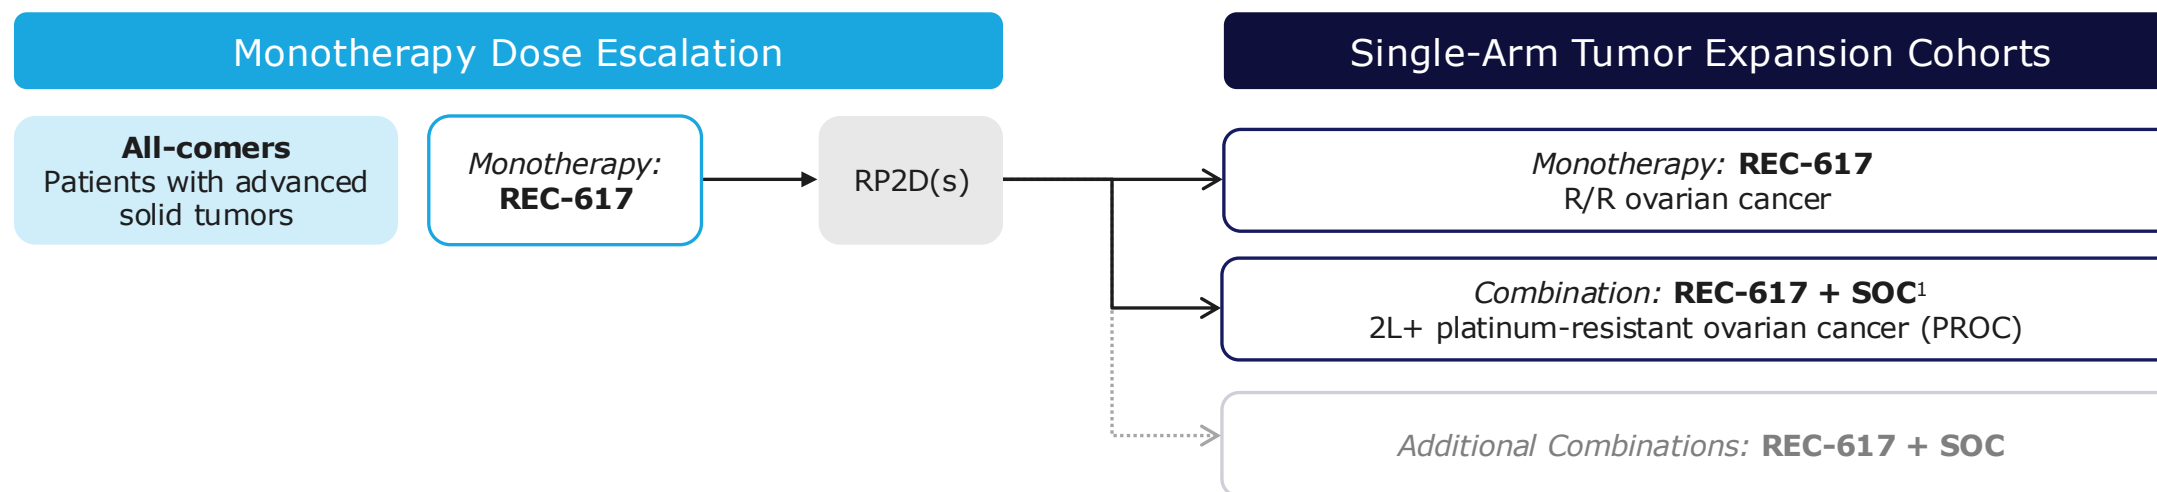 Monotherapy Dose Escalation
Single-Arm Tumor Expansion Cohorts
All-comers
Patients with advanced
solid tumors
Monotherapy:
REC-617
RP2D(s)
Monotherapy: REC-617
R/R ovarian cancer
Combination: REC-617 + SOC¹
2L+ platinum-resistant ovarian cancer (PROC)
Additional Combinations: REC-617 + SOC